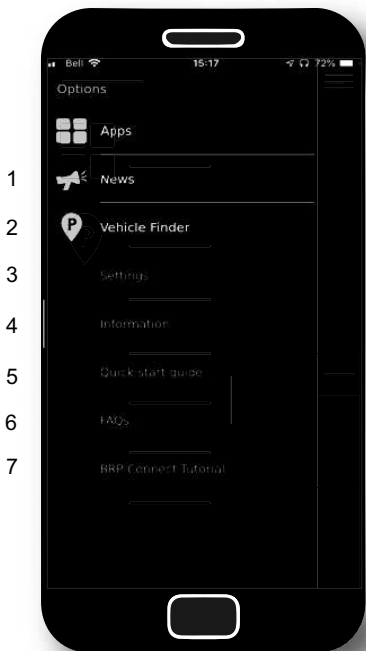 Bell 15:17 72%
Options
Apps
1 News
2 P Vehicle Finder
3 Settings
4 Information
5 Quick start guide
6 FAQs
7 BRP Connect Tutorial